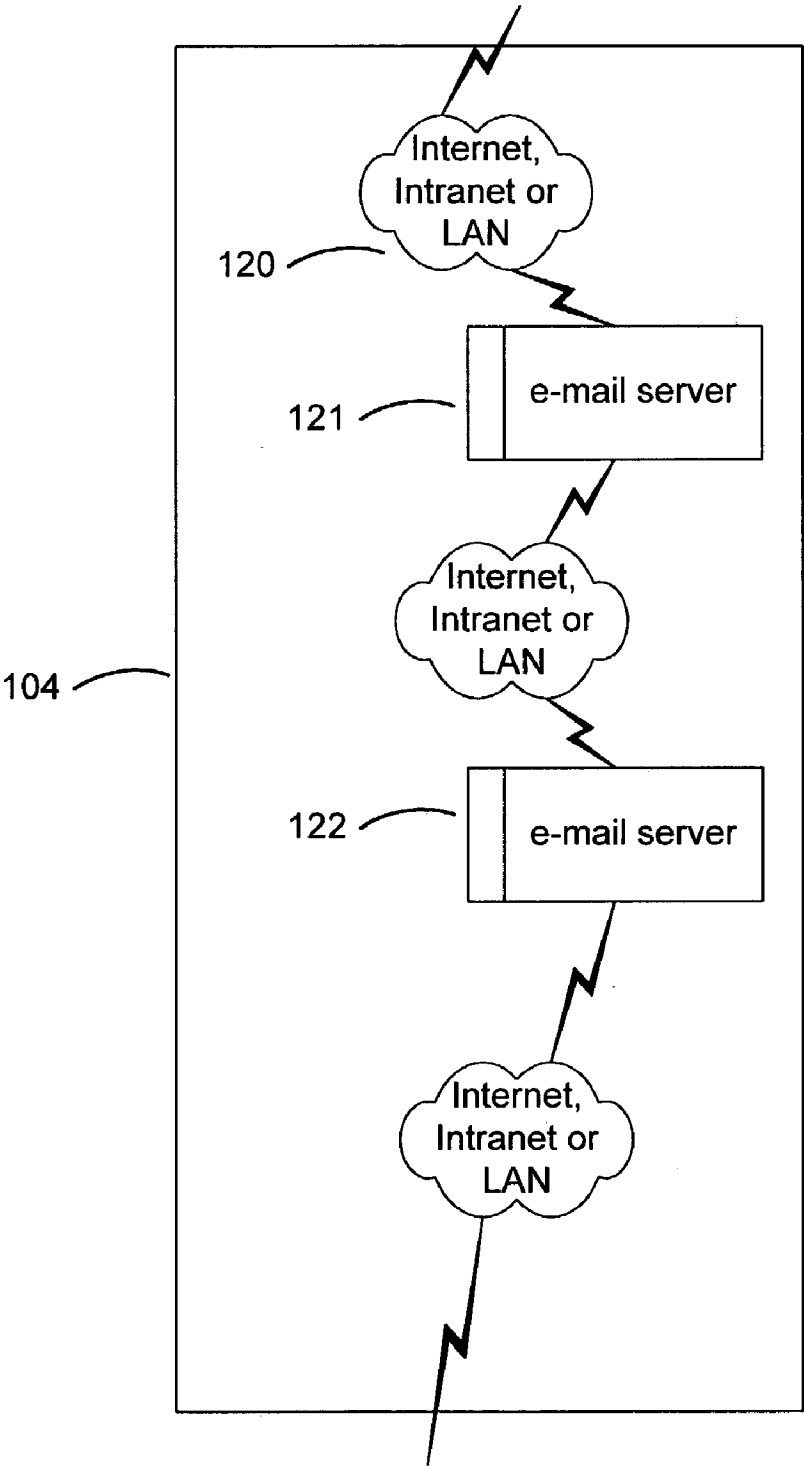 Internet,
Intranet or
LAN
120
e-mail server
121
Internet,
Intranet or
LAN
104
e-mail server
122
Internet,
Intranet or
LAN